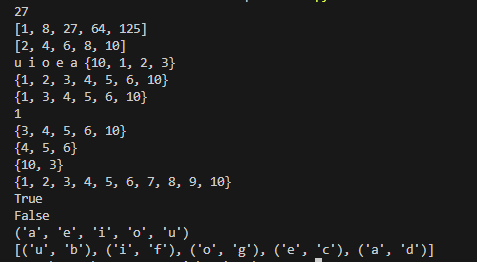 27
[1, 8, 27, 64, 125]
[2, 4, 6, 8, 10]
u i o e a {10, 1, 2, 3}
{1, 2, 3, 4, 5, 6, 10}
{1, 3, 4, 5, 6, 10}
1
{3, 4, 5, 6, 10}
{4, 5, 6}
{10, 3}
{1, 2, 3, 4, 5, 6, 7, 8, 9, 10}
True
False
('a', 'e', 'i', 'o', 'u')
[('u', 'b'), ('i', 'f'), ('o', 'g'), ('e', 'c'), ('a', 'd')]